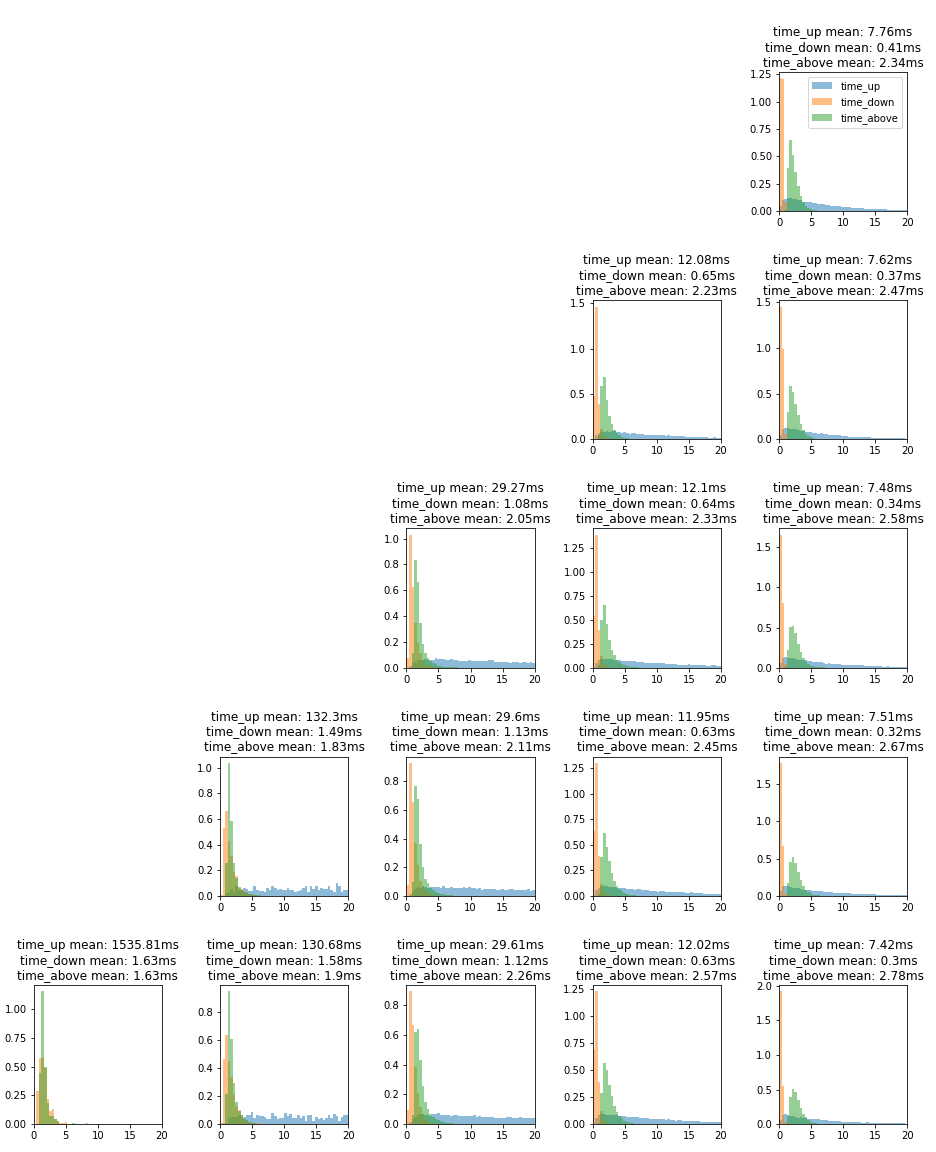 time_up mean: 7.76ms
time_down mean: 0.41ms
time_above mean: 2.34ms
1.25
1.00
0.75
0.50
0.25
0.00
time_up
time_down
time_above
0 5 10 15 20
time_up mean: 12.08ms
time_down mean: 0.65ms
time_above mean: 2.23ms
1.5
1.0
0.5
0.0
0 5 10 15 20
time_up mean: 7.62ms
time_down mean: 0.37ms
time_above mean: 2.47ms
1.5
1.0
0.5
0.0
0 5 10 15 20
time_up mean: 29.27ms
time_down mean: 1.08ms
time_above mean: 2.05ms
1.0
0.8
0.6
0.4
0.2
0.0
0 5 10 15 20
time_up mean: 12.1ms
time_down mean: 0.64ms
time_above mean: 2.33ms
1.25
1.00
0.75
0.50
0.25
0.00
0 5 10 15 20
time_up mean: 7.48ms
time_down mean: 0.34ms
time_above mean: 2.58ms
1.5
1.0
0.5
0.0
0 5 10 15 20
time_up mean: 132.3ms
time_down mean: 1.49ms
time_above mean: 1.83ms
1.0
0.8
0.6
0.4
0.2
0.0
0 5 10 15 20
time_up mean: 29.6ms
time_down mean: 1.13ms
time_above mean: 2.11ms
0.8
0.6
0.4
0.2
0.0
0 5 10 15 20
time_up mean: 11.95ms
time_down mean: 0.63ms
time_above mean: 2.45ms
1.25
1.00
0.75
0.50
0.25
0.00
0 5 10 15 20
time_up mean: 7.51ms
time_down mean: 0.32ms
time_above mean: 2.67ms
1.5
1.0
0.5
0.0
0 5 10 15 20
time_up mean: 1535.81ms
time_down mean: 1.63ms
time_above mean: 1.63ms
1.00
0.75
0.50
0.25
0.00
0 5 10 15 20
time_up mean: 130.68ms
time_down mean: 1.58ms
time_above mean: 1.9ms
0.8
0.6
0.4
0.2
0.0
0 5 10 15 20
time_up mean: 29.61ms
time_down mean: 1.12ms
time_above mean: 2.26ms
0.8
0.6
0.4
0.2
0.0
0 5 10 15 20
time_up mean: 12.02ms
time_down mean: 0.63ms
time_above mean: 2.57ms
1.25
1.00
0.75
0.50
0.25
0.00
0 5 10 15 20
time_up mean: 7.42ms
time_down mean: 0.3ms
time_above mean: 2.78ms
2.0
1.5
1.0
0.5
0.0
0 5 10 15 20